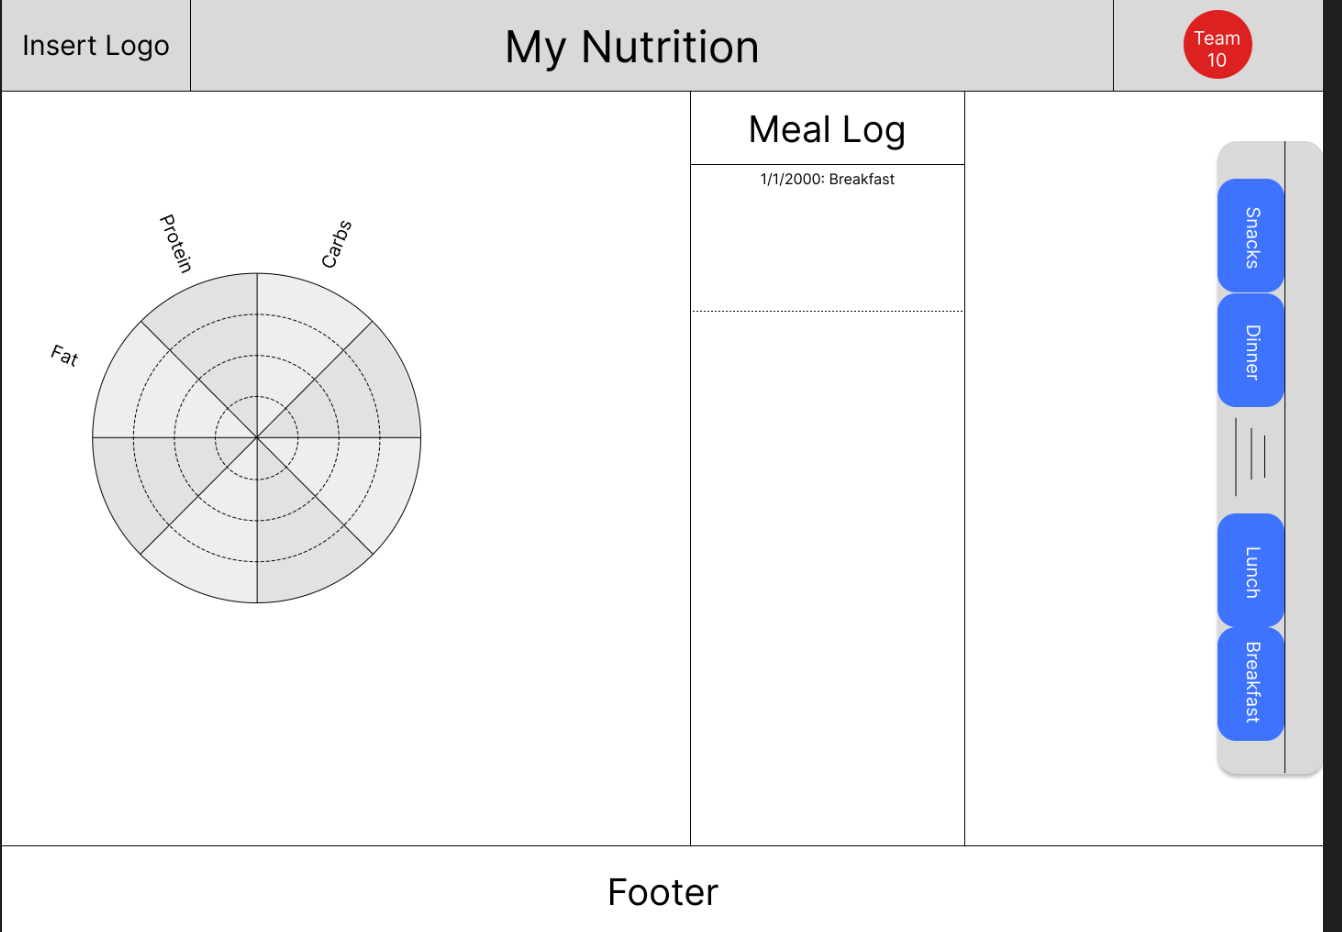 Insert Logo
My Nutrition
Team
10
Meal Log
1/1/2000: Breakfast
Protein
Carbs
Fat
Snacks
Dinner
Lunch
Breakfast
Footer